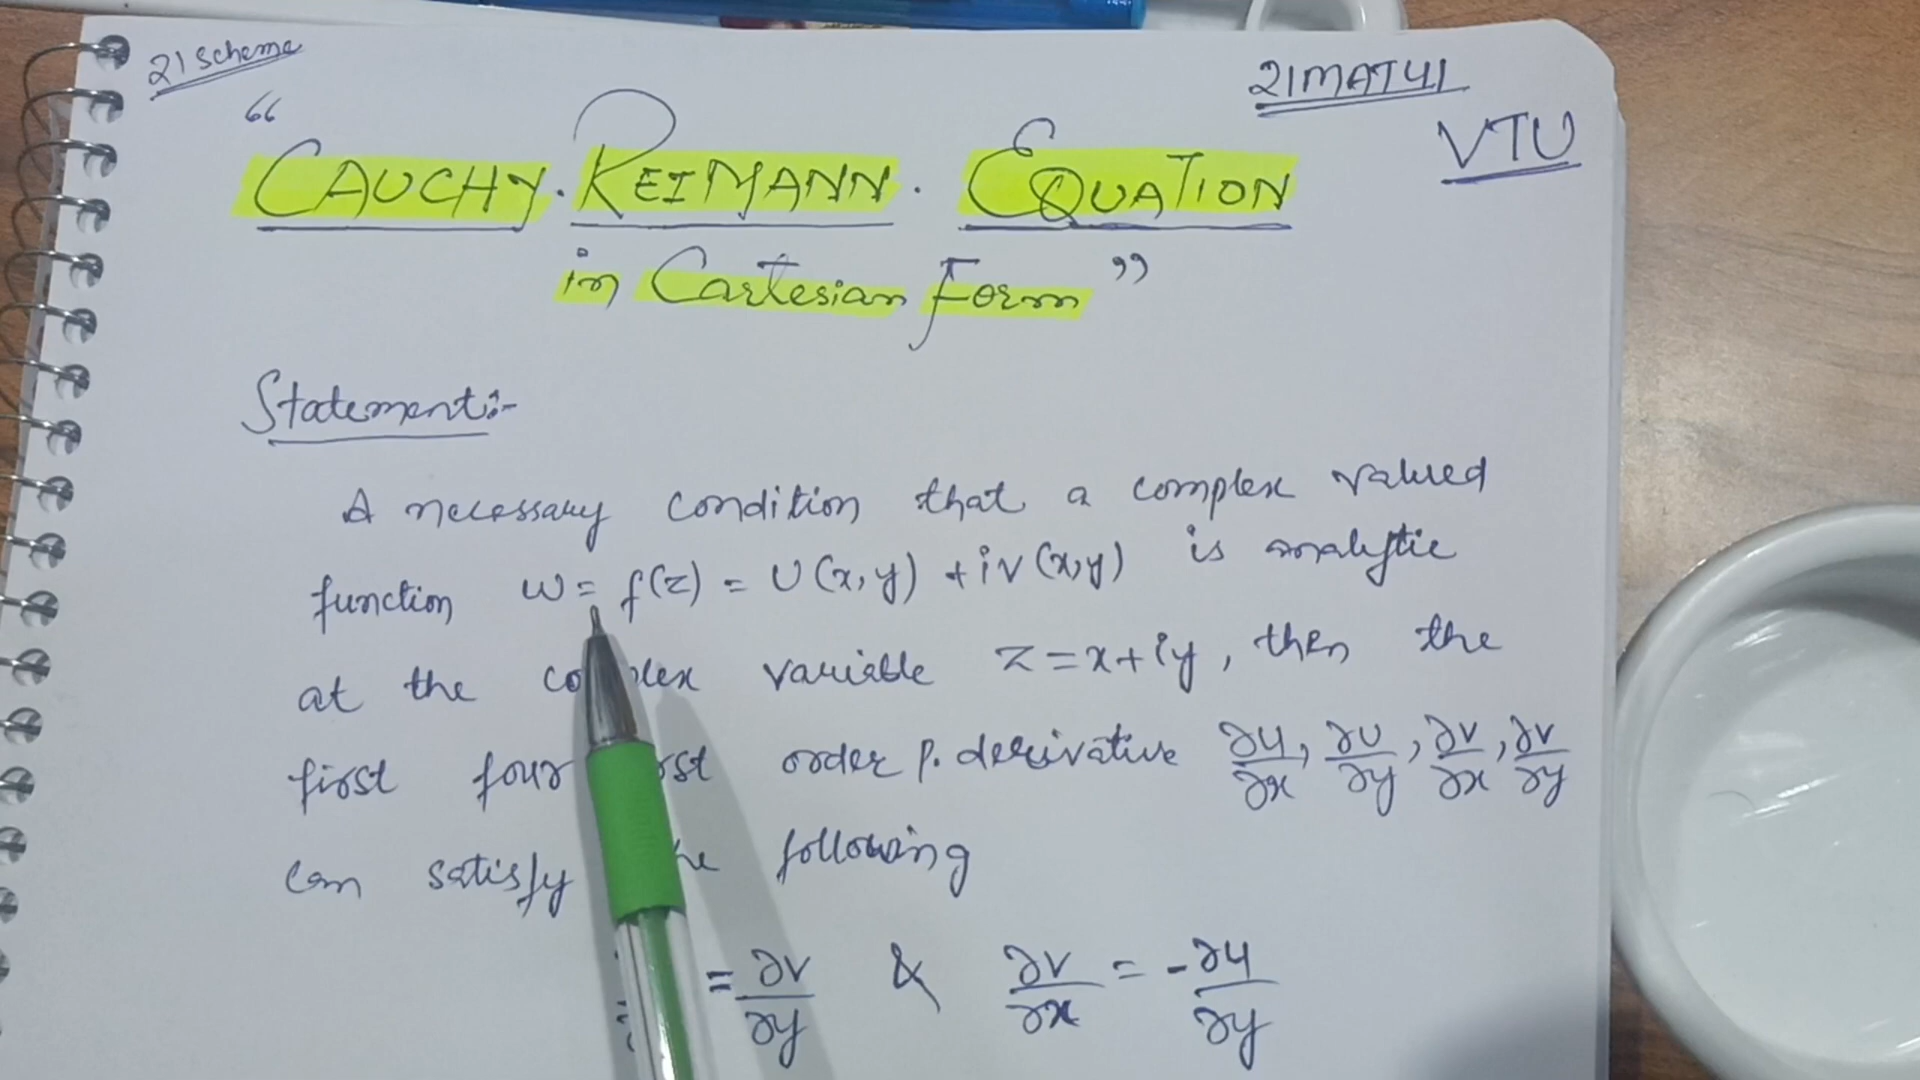 21 scheme
21MAT41
VTU
“
CAUCHY. REIMANN. EQUATION
in Cartesian Form”
Statement:-
A necessary condition that a complex valued
function w = f(z) = U(x,y) + iv(x,y) is analytic
at the variable z=x+iy, then the
first four order p. derivative ∂u/∂x, ∂u/∂y, ∂v/∂x, ∂v/∂y
can satisfy following
= ∂v/∂y & ∂v/∂x = -∂u/∂y